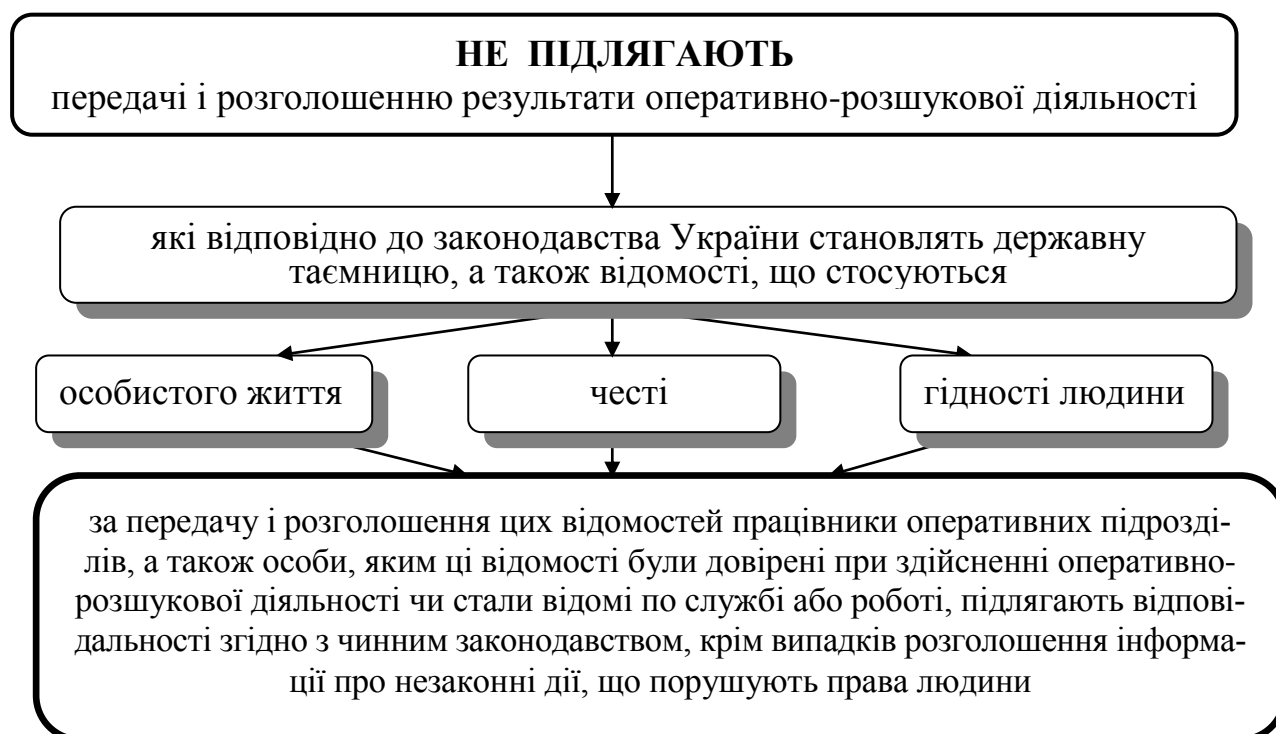 НЕ ПІДЛЯГАЮТЬ
передачі і розголошенню результати оперативно-розшукової діяльності
які відповідно до законодавства України становлять державну
таємницю, а також відомості, що стосуються
особистого життя
честі
гідності людини
за передачу і розголошення цих відомостей працівники оперативних підрозді-
лів, а також особи, яким ці відомості були довірені при здійсненні оперативно-
розшукової діяльності чи стали відомі по службі або роботі, підлягають відпові-
дальності згідно з чинним законодавством, крім випадків розголошення інформа-
ції про незаконні дії, що порушують права людини